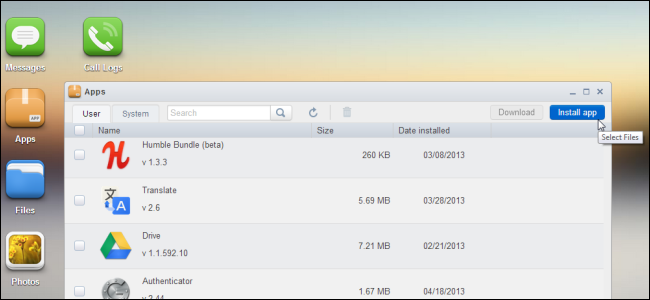 Messages
Call Logs
Apps
APP
Files
Photos
Apps
User System Search Download Install app
Select Files
Name Size Date installed
Humble Bundle (beta)
v 1.3.3 260 KB 03/08/2013
Translate
v 2.6 5.69 MB 03/28/2013
Drive
v 1.1.592.10 7.21 MB 02/21/2013
Authenticator
v 2.44 1.67 MB 04/18/2013